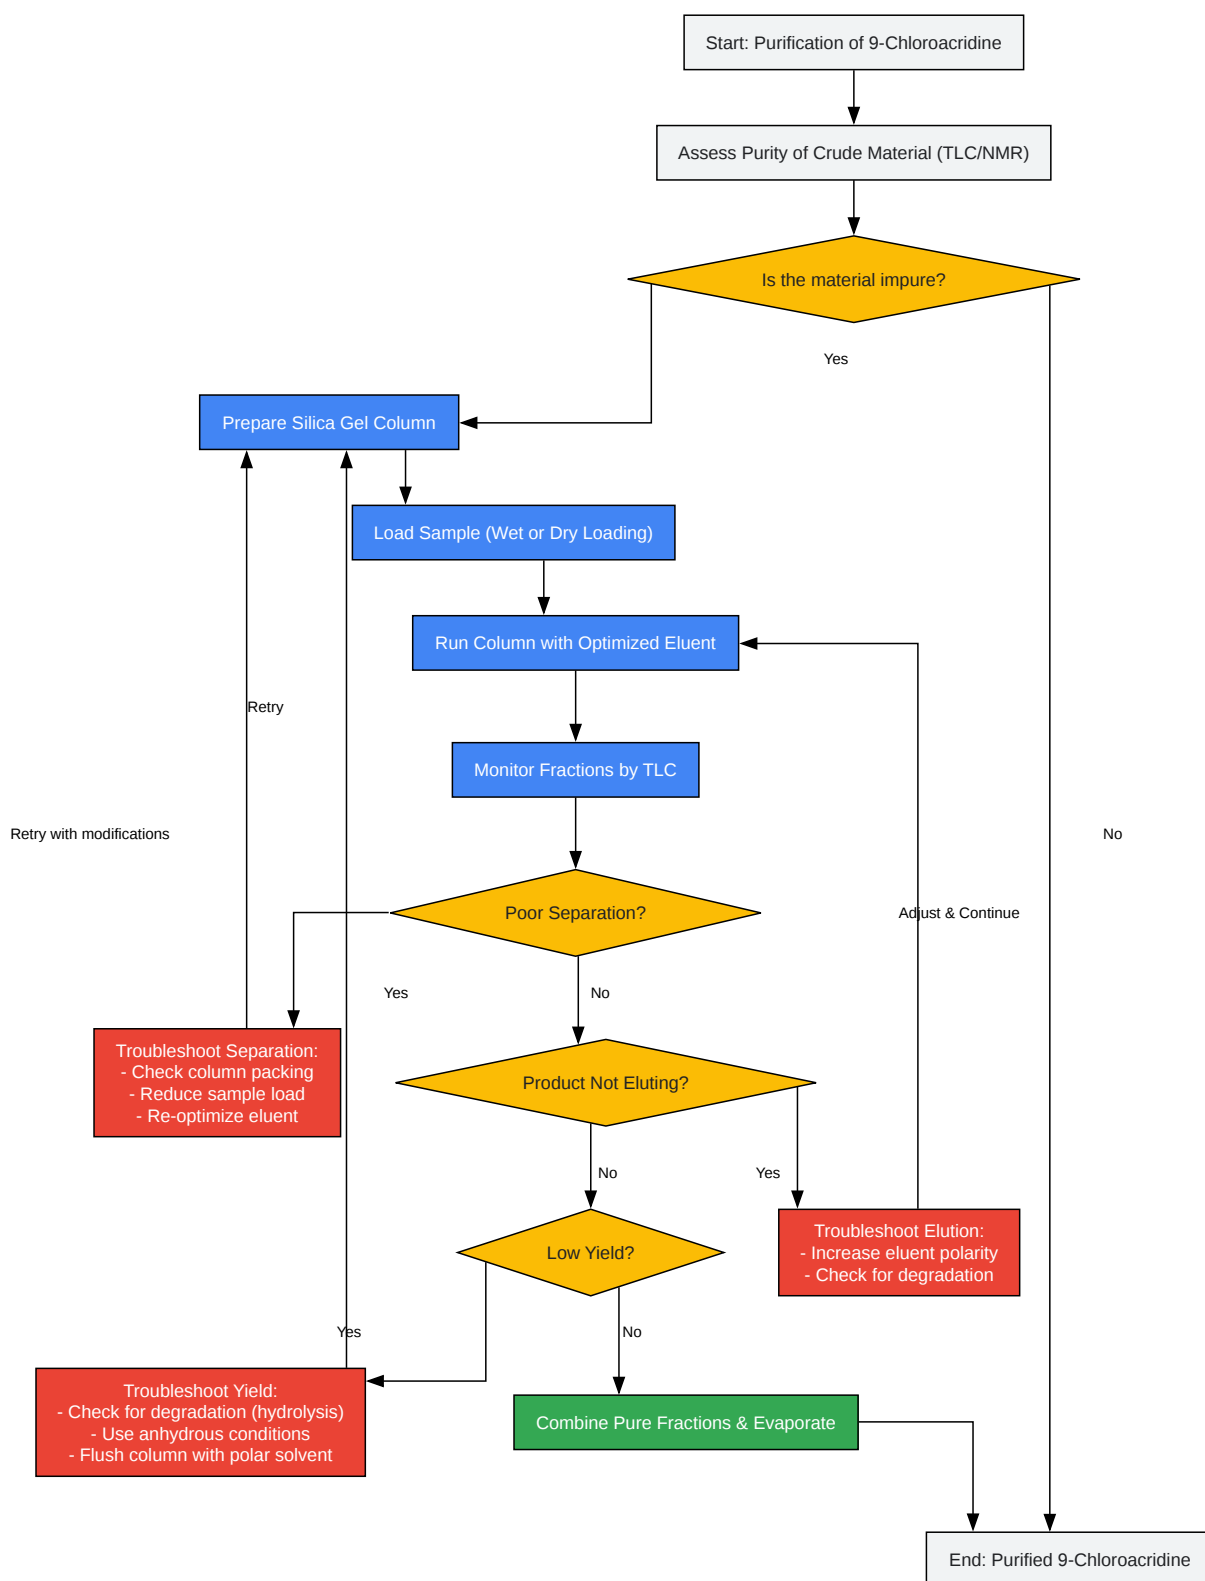 Start: Purification of 9-Chloroacridine
Assess Purity of Crude Material (TLC/NMR)
Is the material impure?
Yes
Prepare Silica Gel Column
Load Sample (Wet or Dry Loading)
Run Column with Optimized Eluent
Retry
Monitor Fractions by TLC
Retry with modifications
No
Poor Separation?
Adjust & Continue
Yes
No
Troubleshoot Separation:
- Check column packing
- Reduce sample load
- Re-optimize eluent
Product Not Eluting?
No
Yes
Troubleshoot Elution:
- Increase eluent polarity
- Check for degradation
Low Yield?
Yes
No
Troubleshoot Yield:
- Check for degradation (hydrolysis)
- Use anhydrous conditions
- Flush column with polar solvent
Combine Pure Fractions & Evaporate
End: Purified 9-Chloroacridine